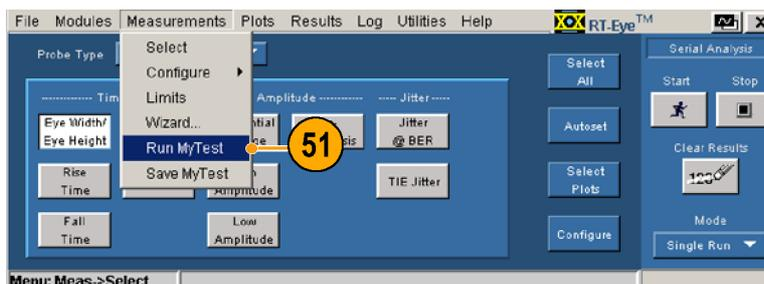 File Modules Measurements Plots Results Log Utilities Help RT-Eye™
Probe Type
Select
Configure
Limits
Wizard...
Run MyTest
Save MyTest
51
Amplitude
Jitter
Eye Width/
Eye Height
Jitter
@ BER
Rise
Time
Amplitude
TIE Jitter
Fall
Time
Low
Amplitude
Select
All
Autoset
Select
Plots
Configure
Serial Analysis
Start Stop
Clear Results
123
Mode
Single Run
Menu: Meas->Select